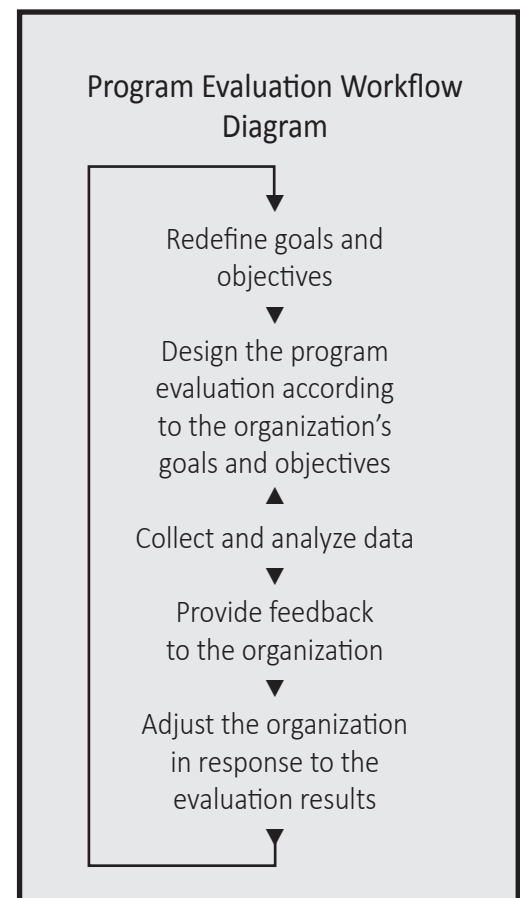 Program Evaluation Workflow
Diagram
Redefine goals and
objectives
Design the program
evaluation according
to the organization’s
goals and objectives
Collect and analyze data
Provide feedback
to the organization
Adjust the organization
in response to the
evaluation results